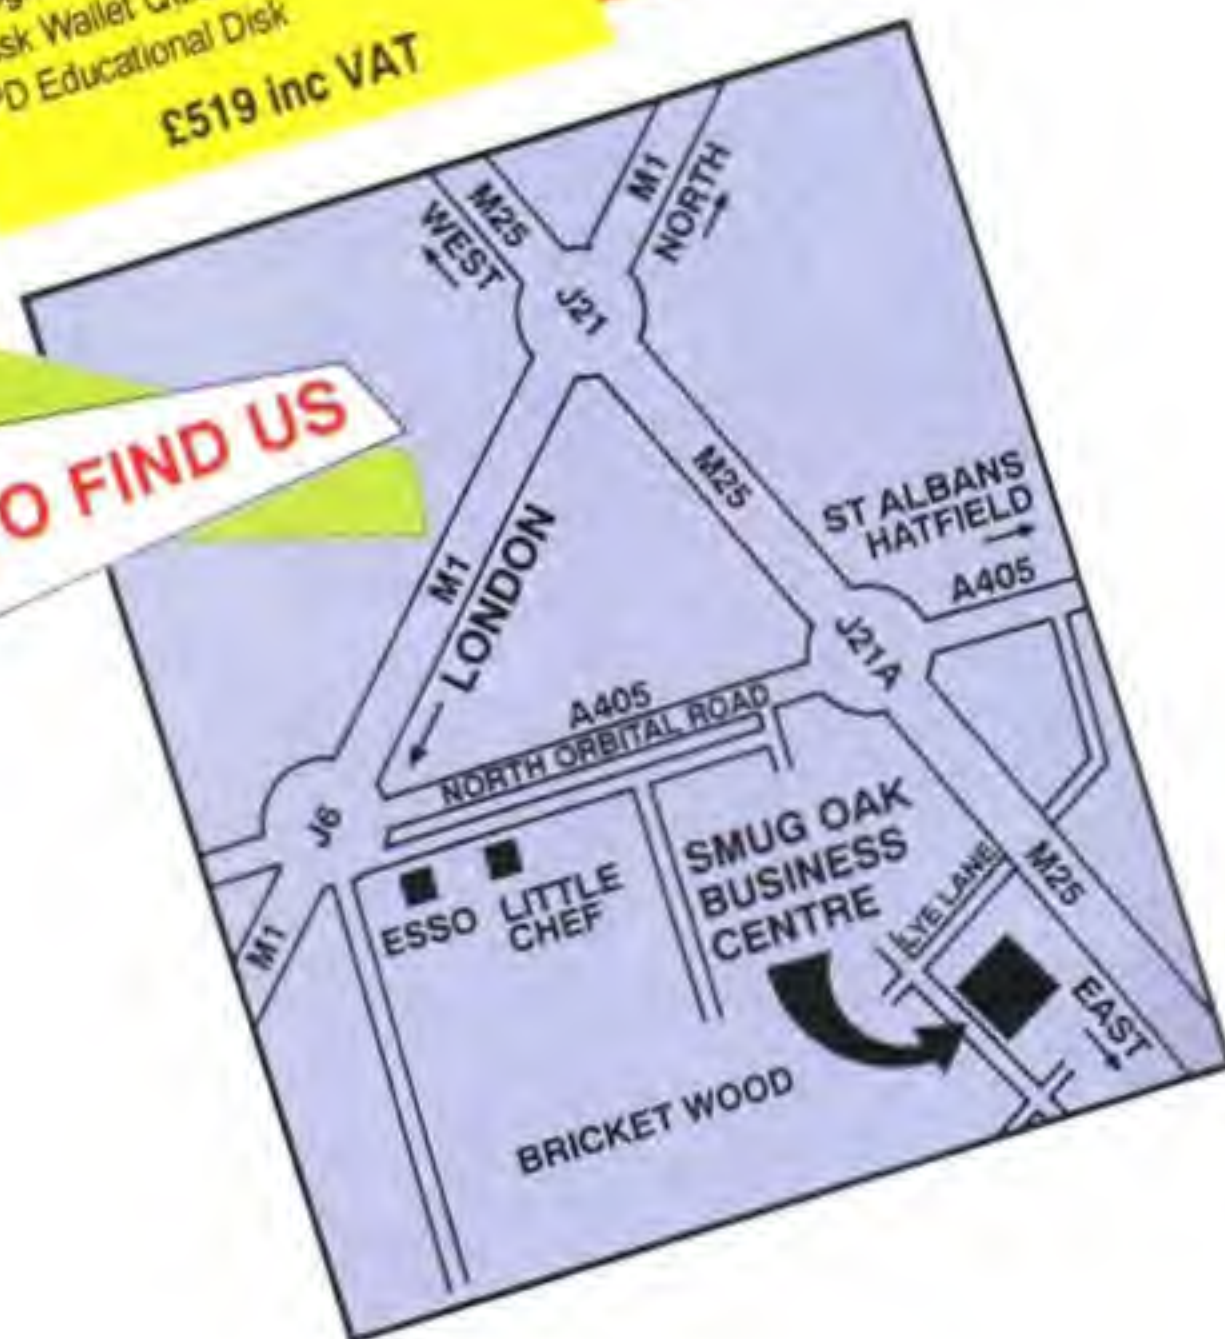 Wallet
Educational Disk
£519 inc VAT
FIND US
M25
WEST
M1
NORTH
J21
M1
LONDON
M25
ST ALBANS
HATFIELD
A405
J21A
A405
NORTH ORBITAL ROAD
J6
M1
ESSO
LITTLE
CHEF
SMUG OAK
BUSINESS
CENTRE
LYE LANE
M25
EAST
BRICKET WOOD